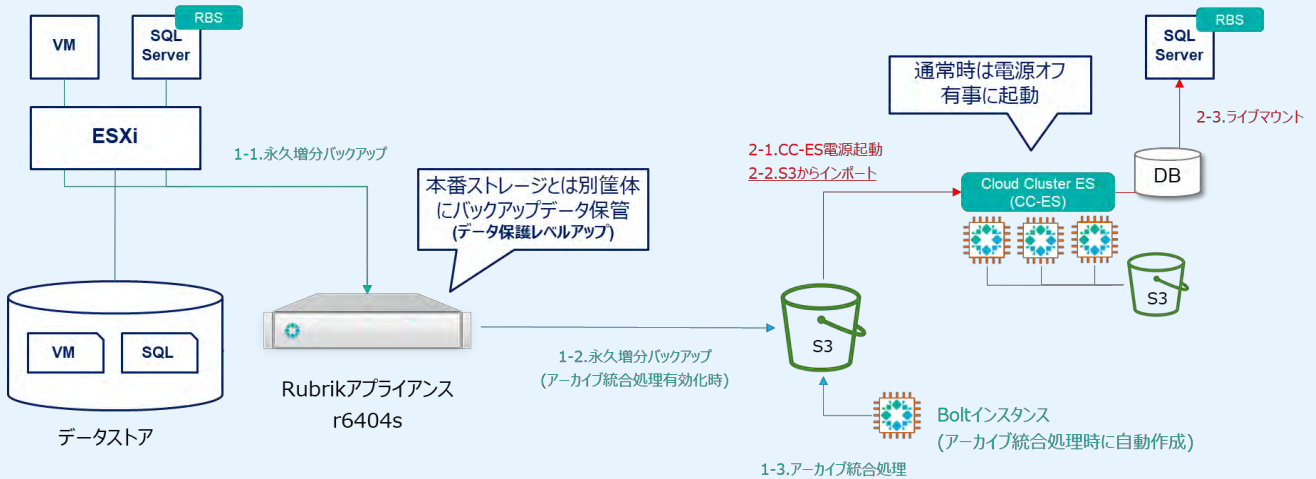 VM
SQL
Server
RBS
ESXi
1-1.永久増分バックアップ
本番ストレージとは別筐体
にバックアップデータ保管
(データ保護レベルアップ)
VM
SQL
データストア
Rubrikアプライアンス
r6404s
1-2.永久増分バックアップ
(アーカイブ統合処理有効化時)
S3
Boltインスタンス
(アーカイブ統合処理時に自動作成)
1-3.アーカイブ統合処理
2-1.CC-ES電源起動
2-2.S3からインポート
通常時は電源オフ
有事に起動
Cloud Cluster ES
(CC-ES)
S3
DB
2-3.ライブマウント
SQL
Server
RBS